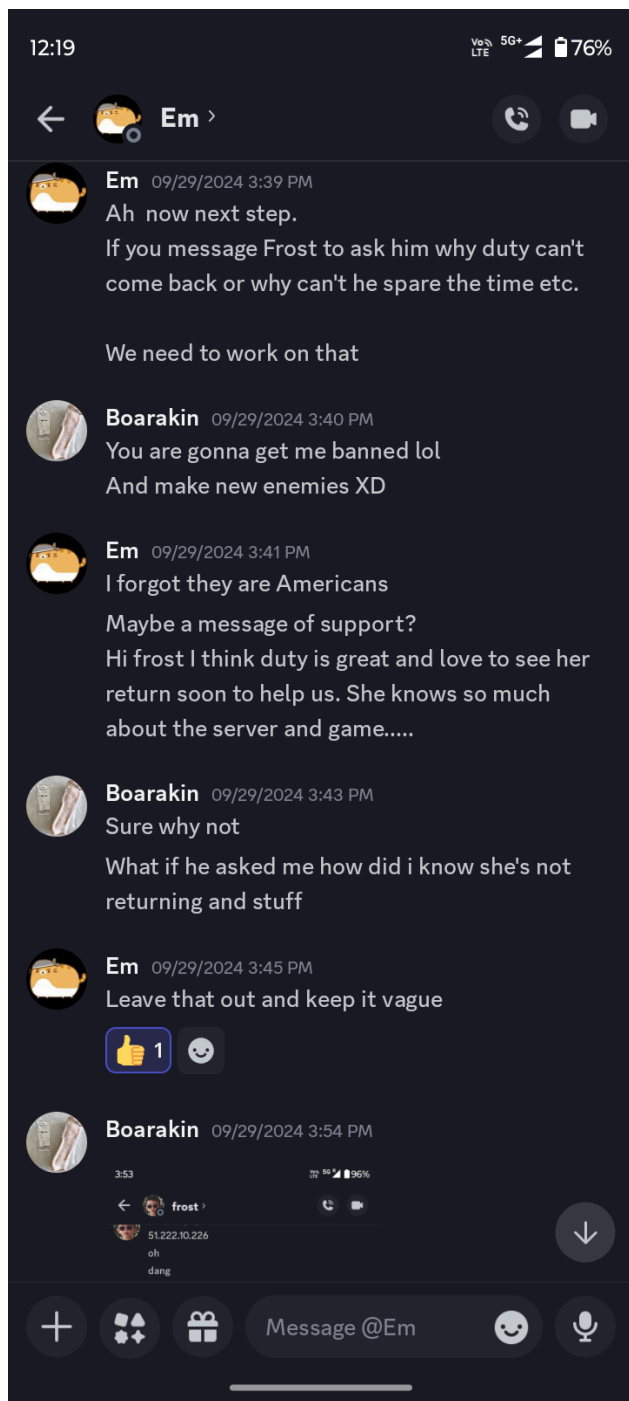 12:19
Vo LTE 5G+ 76%
Em
Em 09/29/2024 3:39 PM
Ah now next step.
If you message Frost to ask him why duty can't
come back or why can't he spare the time etc.
We need to work on that
Boarakin 09/29/2024 3:40 PM
You are gonna get me banned lol
And make new enemies XD
Em 09/29/2024 3:41 PM
I forgot they are Americans
Maybe a message of support?
Hi frost I think duty is great and love to see her
return soon to help us. She knows so much
about the server and game.....
Boarakin 09/29/2024 3:43 PM
Sure why not
What if he asked me how did i know she's not
returning and stuff
Em 09/29/2024 3:45 PM
Leave that out and keep it vague
1
Boarakin 09/29/2024 3:54 PM
3:53 96%
frost
51.222.10.226
oh
dang
Message @Em